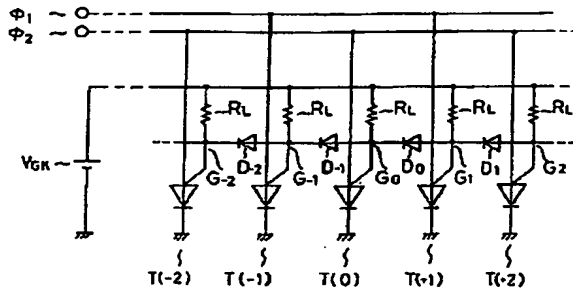 Φ1 ~
Φ2 ~
RL RL RL RL RL
D-2 D-1 D0 D1
VGK ~ G-2 G-1 G0 G1 G2
T(-2) T(-1) T(0) T(+1) T(+2)